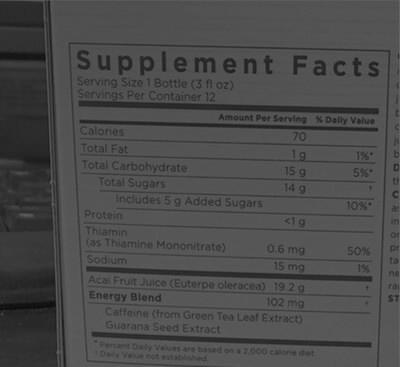 Supplement Facts
Serving Size 1 Bottle (3 fl oz)
Servings Per Container 12
Amount Per Serving % Daily Value
Calories 70
Total Fat 1 g 1%*
Total Carbohydrate 15 g 5%*
Total Sugars 14 g †
Includes 5 g Added Sugars 10%*
Protein <1 g
Thiamin
(as Thiamine Mononitrate) 0.6 mg 50%
Sodium 15 mg 1%
Acai Fruit Juice (Euterpe oleracea) 19.2 g †
Energy Blend 102 mg †
Caffeine (from Green Tea Leaf Extract)
Guarana Seed Extract
* Percent Daily Values are based on a 2,000 calorie diet.
† Daily Value not established.